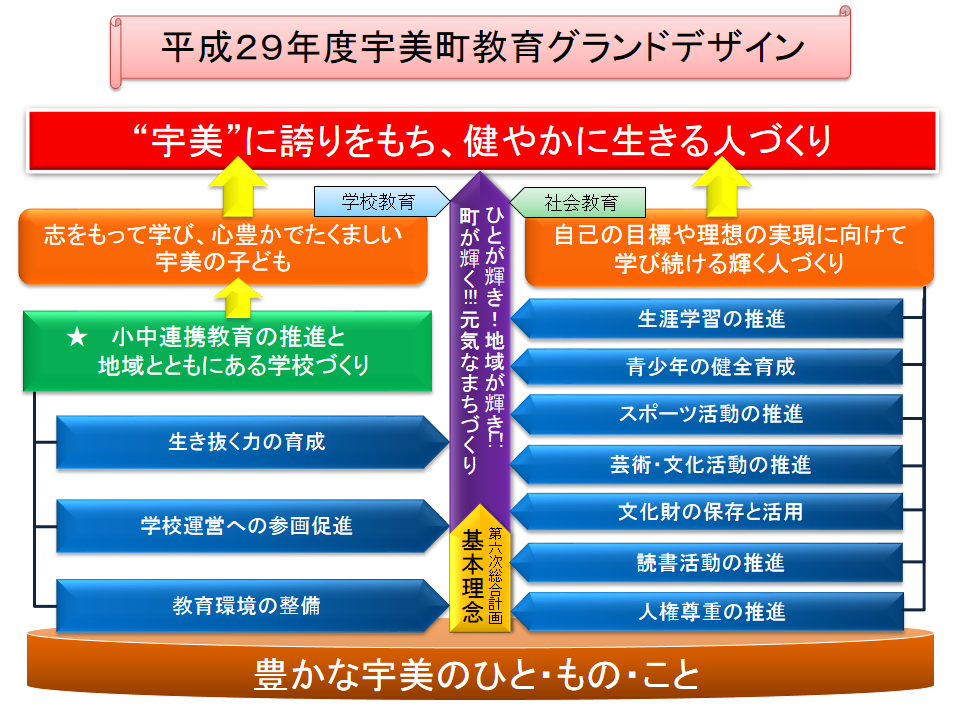 平成２９年度宇美町教育グランドデザイン
“宇美”に誇りをもち、健やかに生きる人づくり
学校教育
社会教育
志をもって学び、心豊かでたくましい
宇美の子ども
自己の目標や理想の実現に向けて
学び続ける輝く人づくり
ひとが輝き！地域が輝き!!
町が輝く!!!元気なまちづくり
★　小中連携教育の推進と
地域とともにある学校づくり
生き抜く力の育成
学校運営への参画促進
教育環境の整備
生涯学習の推進
青少年の健全育成
スポーツ活動の推進
芸術・文化活動の推進
文化財の保存と活用
読書活動の推進
人権尊重の推進
第六次総合計画
基本理念
豊かな宇美のひと・もの・こと